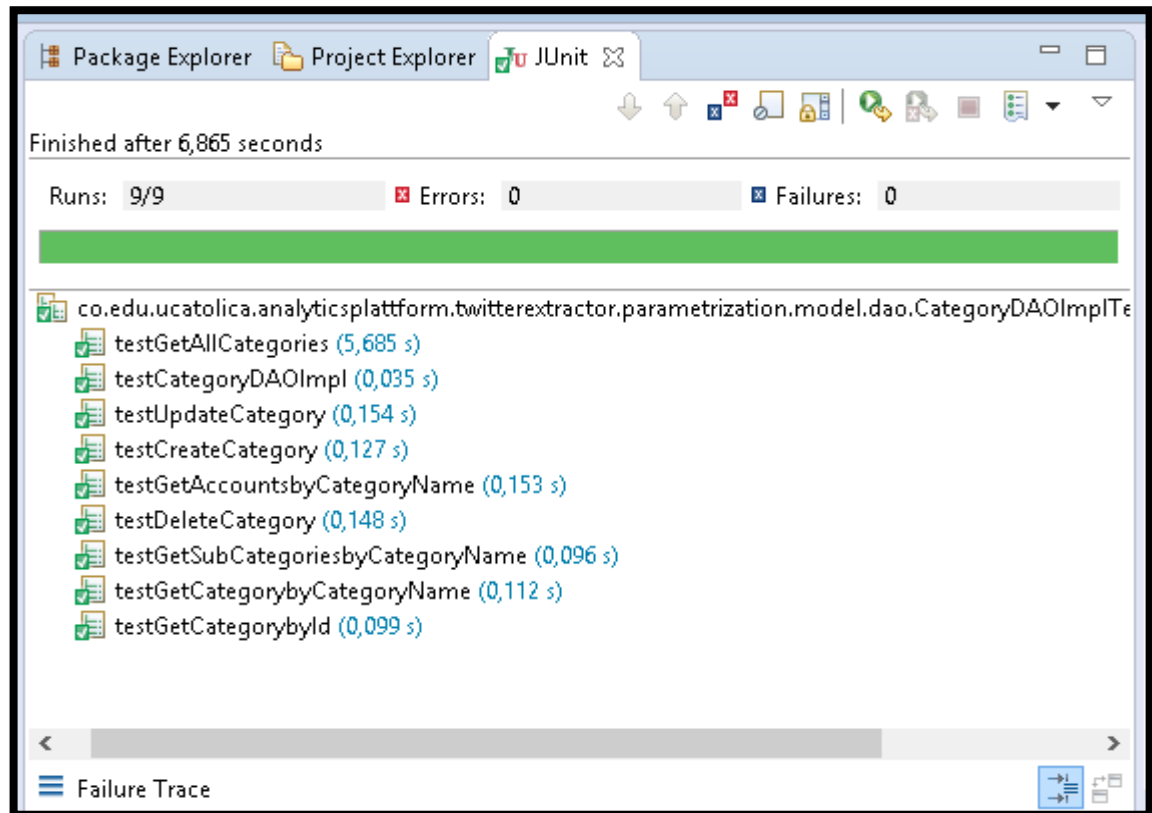 Package Explorer Project Explorer JUnit
Finished after 6,865 seconds
Runs: 9/9 Errors: 0 Failures: 0
co.edu.ucatolica.analyticsplattform.twitterextractor.parametrization.model.dao.CategoryDAOImplTe
testGetAllCategories (5,685 s)
testCategoryDAOImpl (0,035 s)
testUpdateCategory (0,154 s)
testCreateCategory (0,127 s)
testGetAccountsbyCategoryName (0,153 s)
testDeleteCategory (0,148 s)
testGetSubCategoriesbyCategoryName (0,096 s)
testGetCategorybyCategoryName (0,112 s)
testGetCategorybyId (0,099 s)
Failure Trace